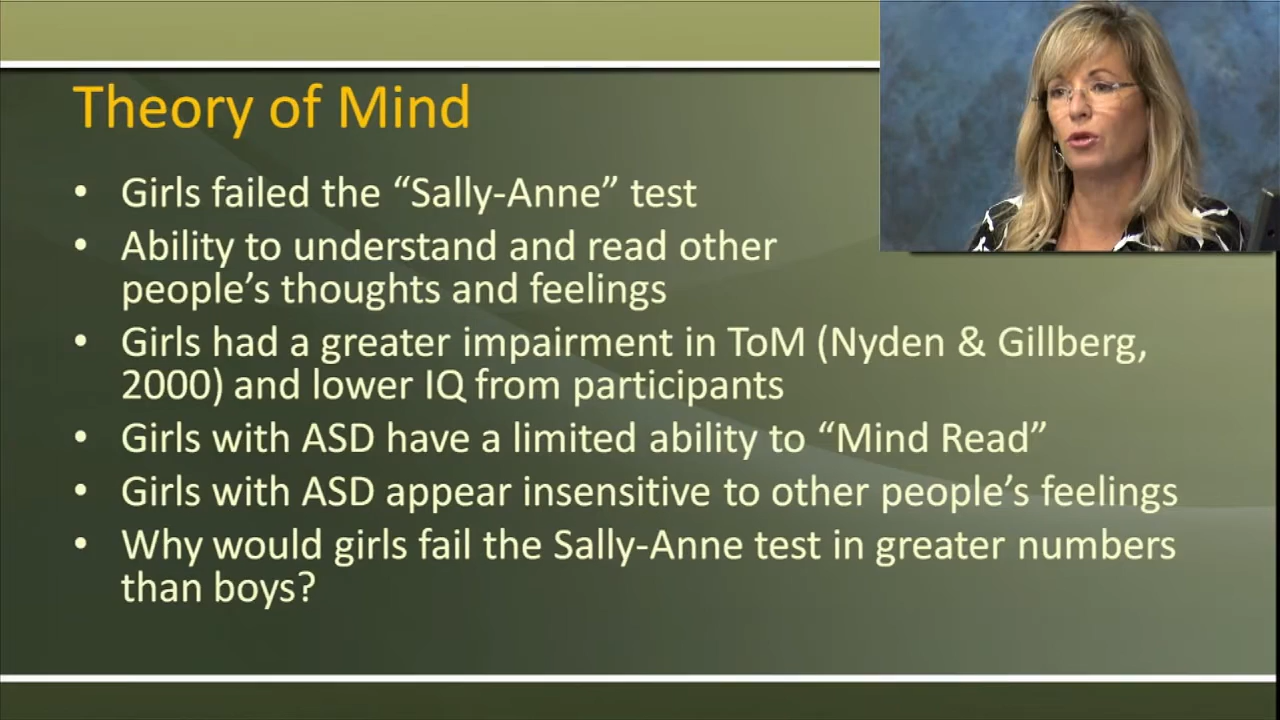 Theory of Mind
• Girls failed the “Sally-Anne” test
• Ability to understand and read other
people’s thoughts and feelings
• Girls had a greater impairment in ToM (Nyden & Gillberg,
2000) and lower IQ from participants
• Girls with ASD have a limited ability to “Mind Read”
• Girls with ASD appear insensitive to other people’s feelings
• Why would girls fail the Sally-Anne test in greater numbers
than boys?